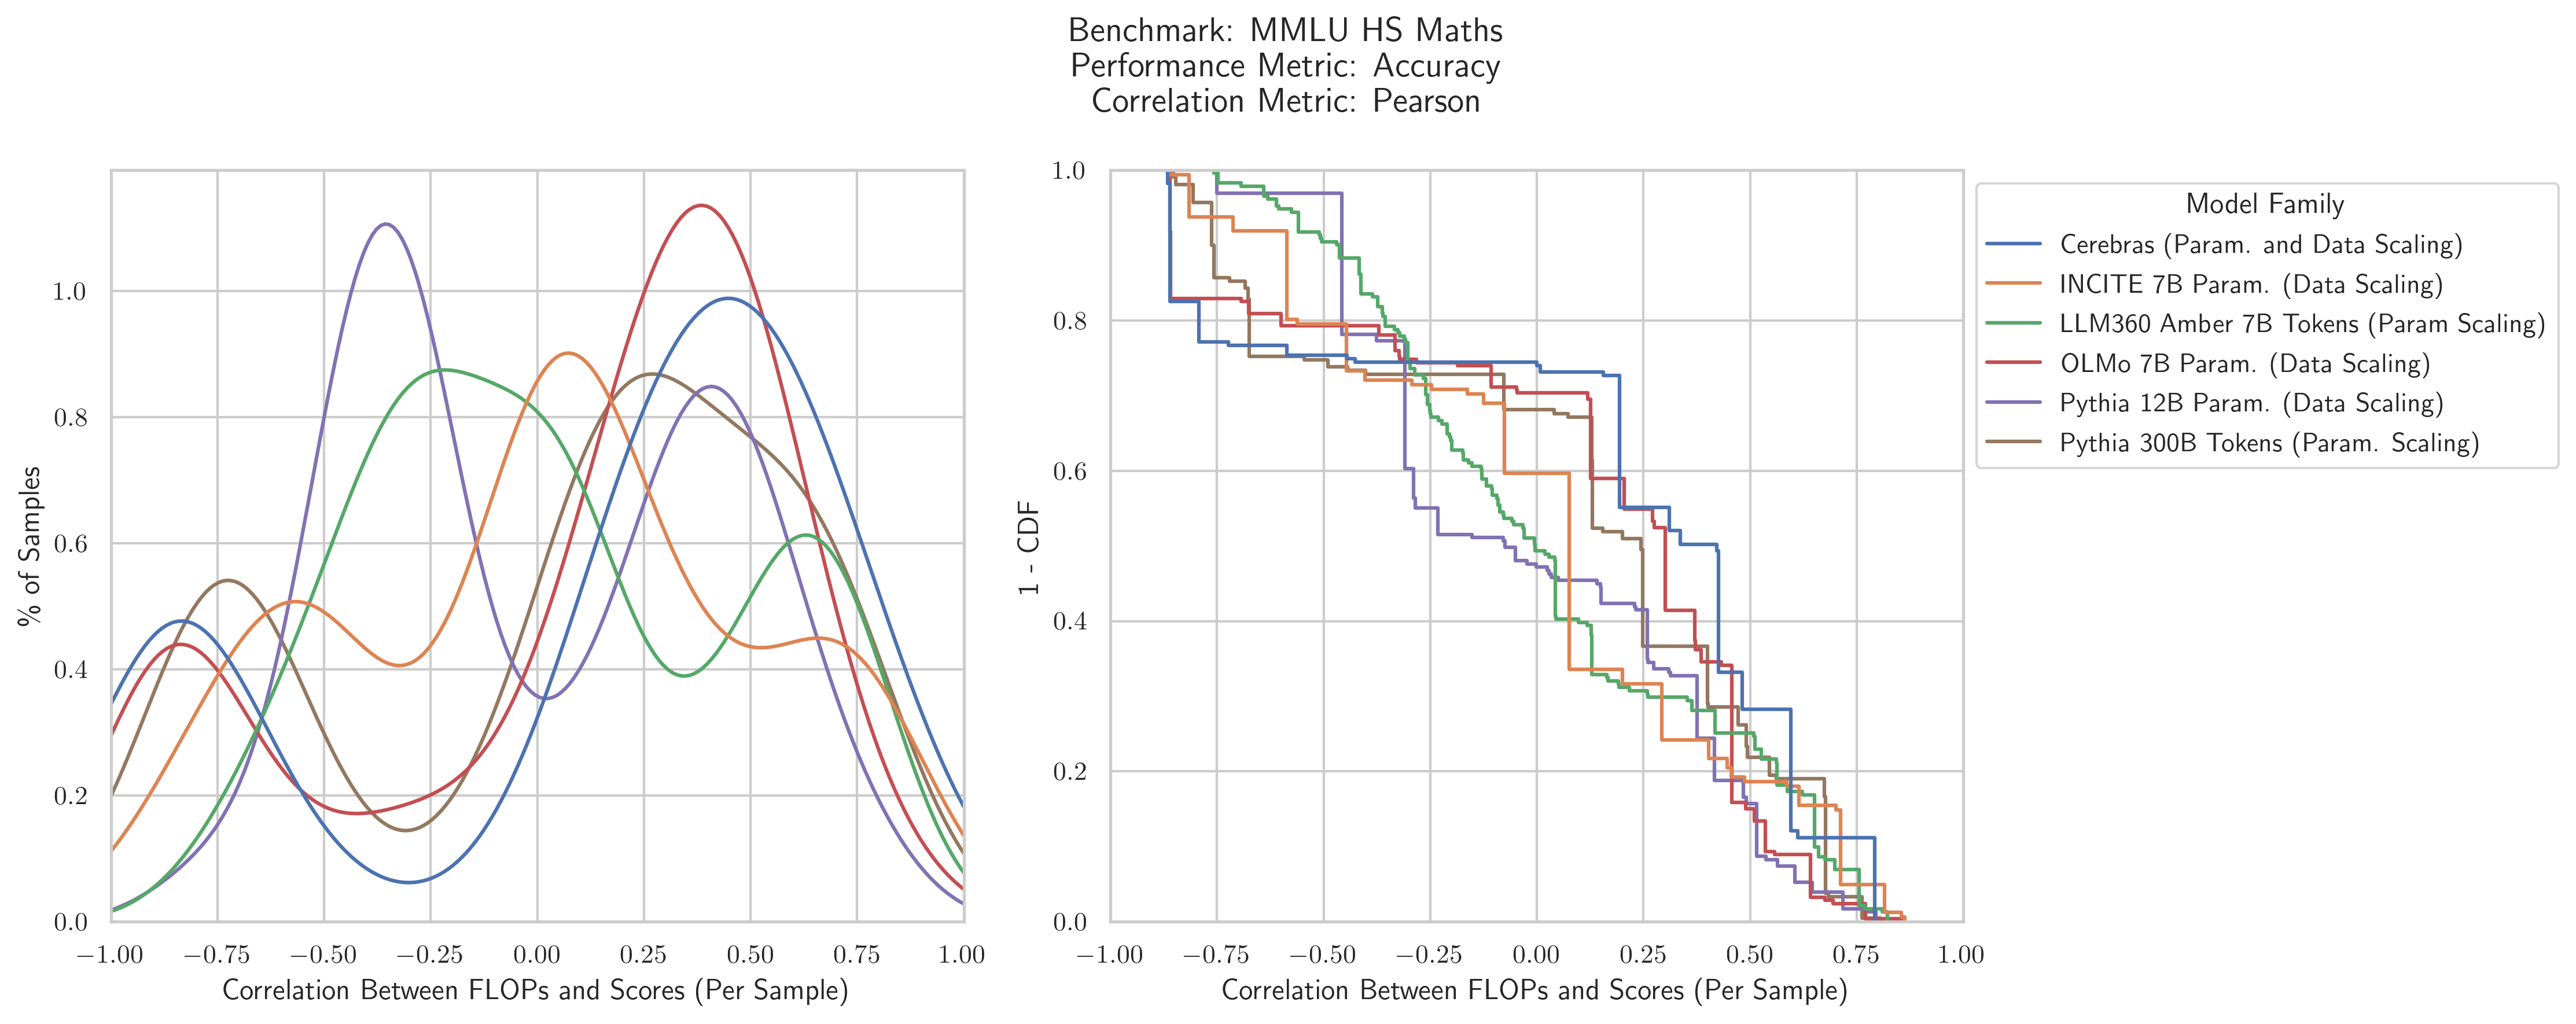 Benchmark: MMLU HS Maths
Performance Metric: Accuracy
Correlation Metric: Pearson
% of Samples
1.0
0.8
0.6
0.4
0.2
0.0
−1.00 −0.75 −0.50 −0.25 0.00 0.25 0.50 0.75 1.00
Correlation Between FLOPs and Scores (Per Sample)
1 - CDF
1.0
0.8
0.6
0.4
0.2
0.0
−1.00 −0.75 −0.50 −0.25 0.00 0.25 0.50 0.75 1.00
Correlation Between FLOPs and Scores (Per Sample)
Model Family
Cerebras (Param. and Data Scaling)
INCITE 7B Param. (Data Scaling)
LLM360 Amber 7B Tokens (Param Scaling)
OLMo 7B Param. (Data Scaling)
Pythia 12B Param. (Data Scaling)
Pythia 300B Tokens (Param. Scaling)